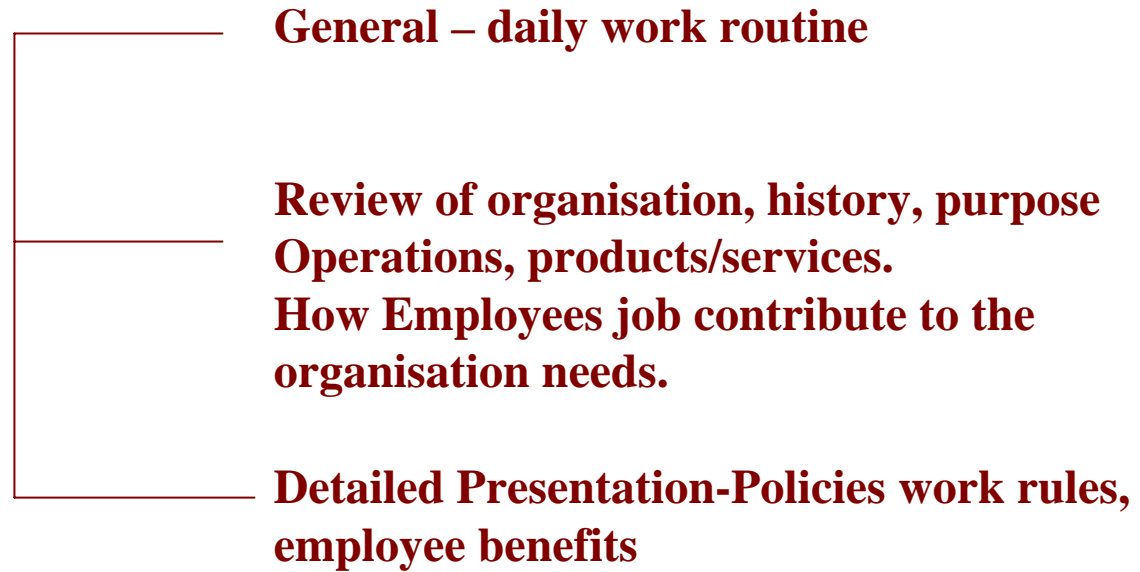 General – daily work routine
Review of organisation, history, purpose
Operations, products/services.
How Employees job contribute to the
organisation needs.
Detailed Presentation-Policies work rules,
employee benefits